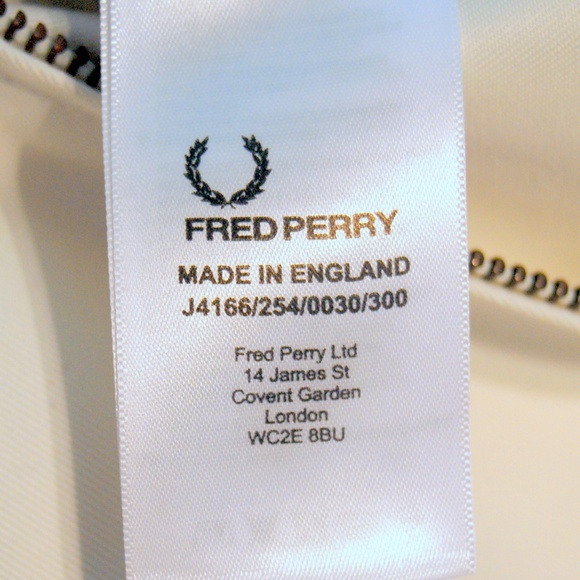 FRED PERRY
MADE IN ENGLAND
J4166/254/0030/300
Fred Perry Ltd
14 James St
Covent Garden
London
WC2E 8BU